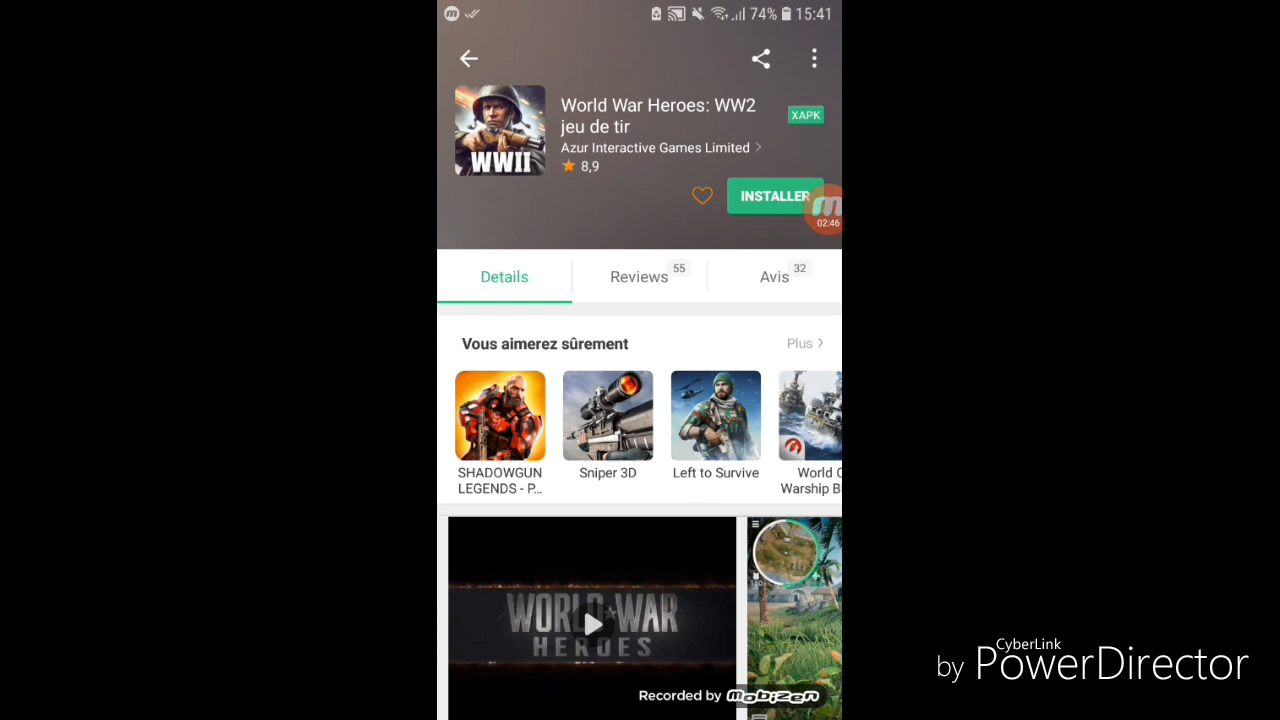 74% 15:41
World War Heroes: WW2
jeu de tir
XAPK
Azur Interactive Games Limited >
8,9
INSTALLER
02:46
Details
Reviews 55
Avis 32
Vous aimerez sûrement
Plus >
SHADOWGUN
LEGENDS - P...
Sniper 3D
Left to Survive
World O
Warship Bl
WWII
WORLD WAR
HEROES
Recorded by mobizen
CyberLink
by PowerDirector